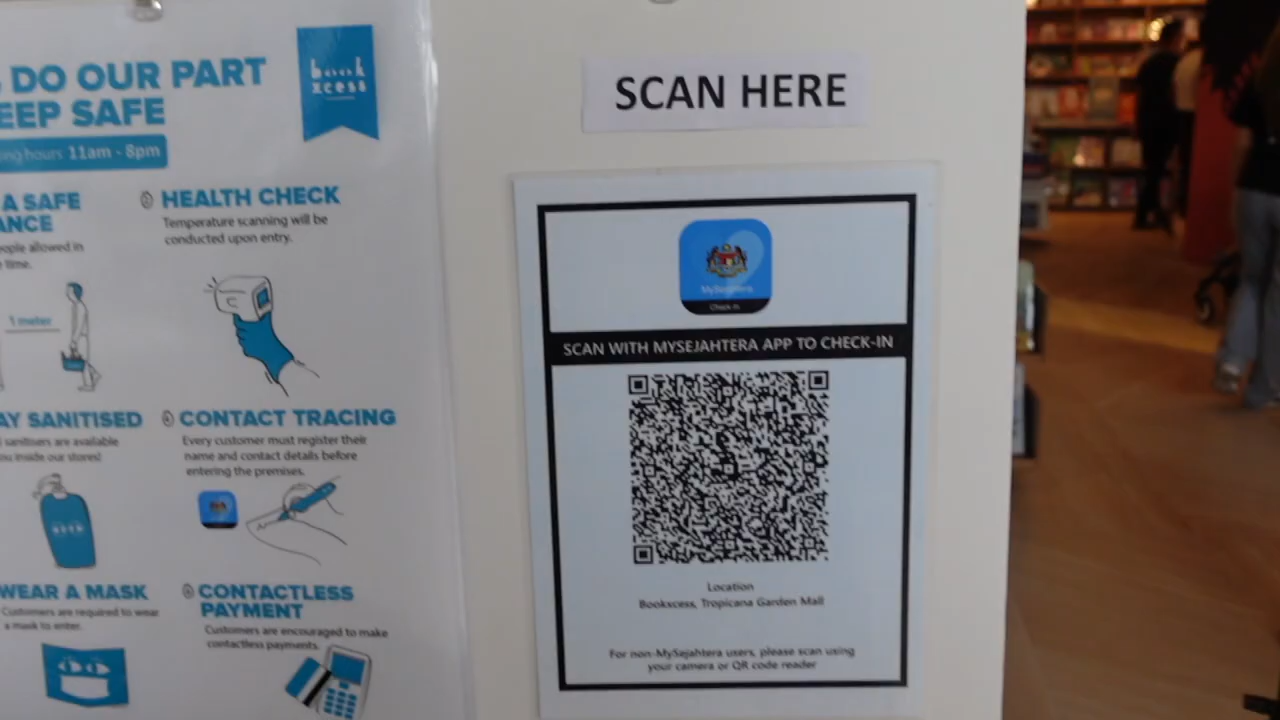 DO OUR PART
EEP SAFE
ing hours 11am - 8pm
book
xcess
A SAFE
ANCE
ople allowed in
time.
1 meter
HEALTH CHECK
Temperature scanning will be
conducted upon entry.
AY SANITISED
sanitisers are available
ou inside our stores!
CONTACT TRACING
Every customer must register their
name and contact details before
entering the premises.
WEAR A MASK
Customers are required to wear
a mask to enter.
CONTACTLESS
PAYMENT
Customers are encouraged to make
contactless payments.
SCAN HERE
MySejahtera
Check-In
SCAN WITH MYSEJAHTERA APP TO CHECK-IN
Location
Bookxcess, Tropicana Garden Mall
For non-MySejahtera users, please scan using
your camera or QR code reader